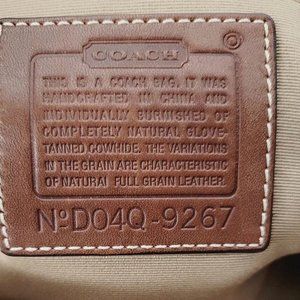 COACH
THIS IS A COACH BAG. IT WAS
HANDCRAFTED IN CHINA AND
INDIVIDUALLY BURNISHED OF
COMPLETELY NATURAL GLOVE-
TANNED COWHIDE. THE VARIATIONS
IN THE GRAIN ARE CHARACTERISTIC
OF NATURAL FULL GRAIN LEATHER.
NºD04Q-9267